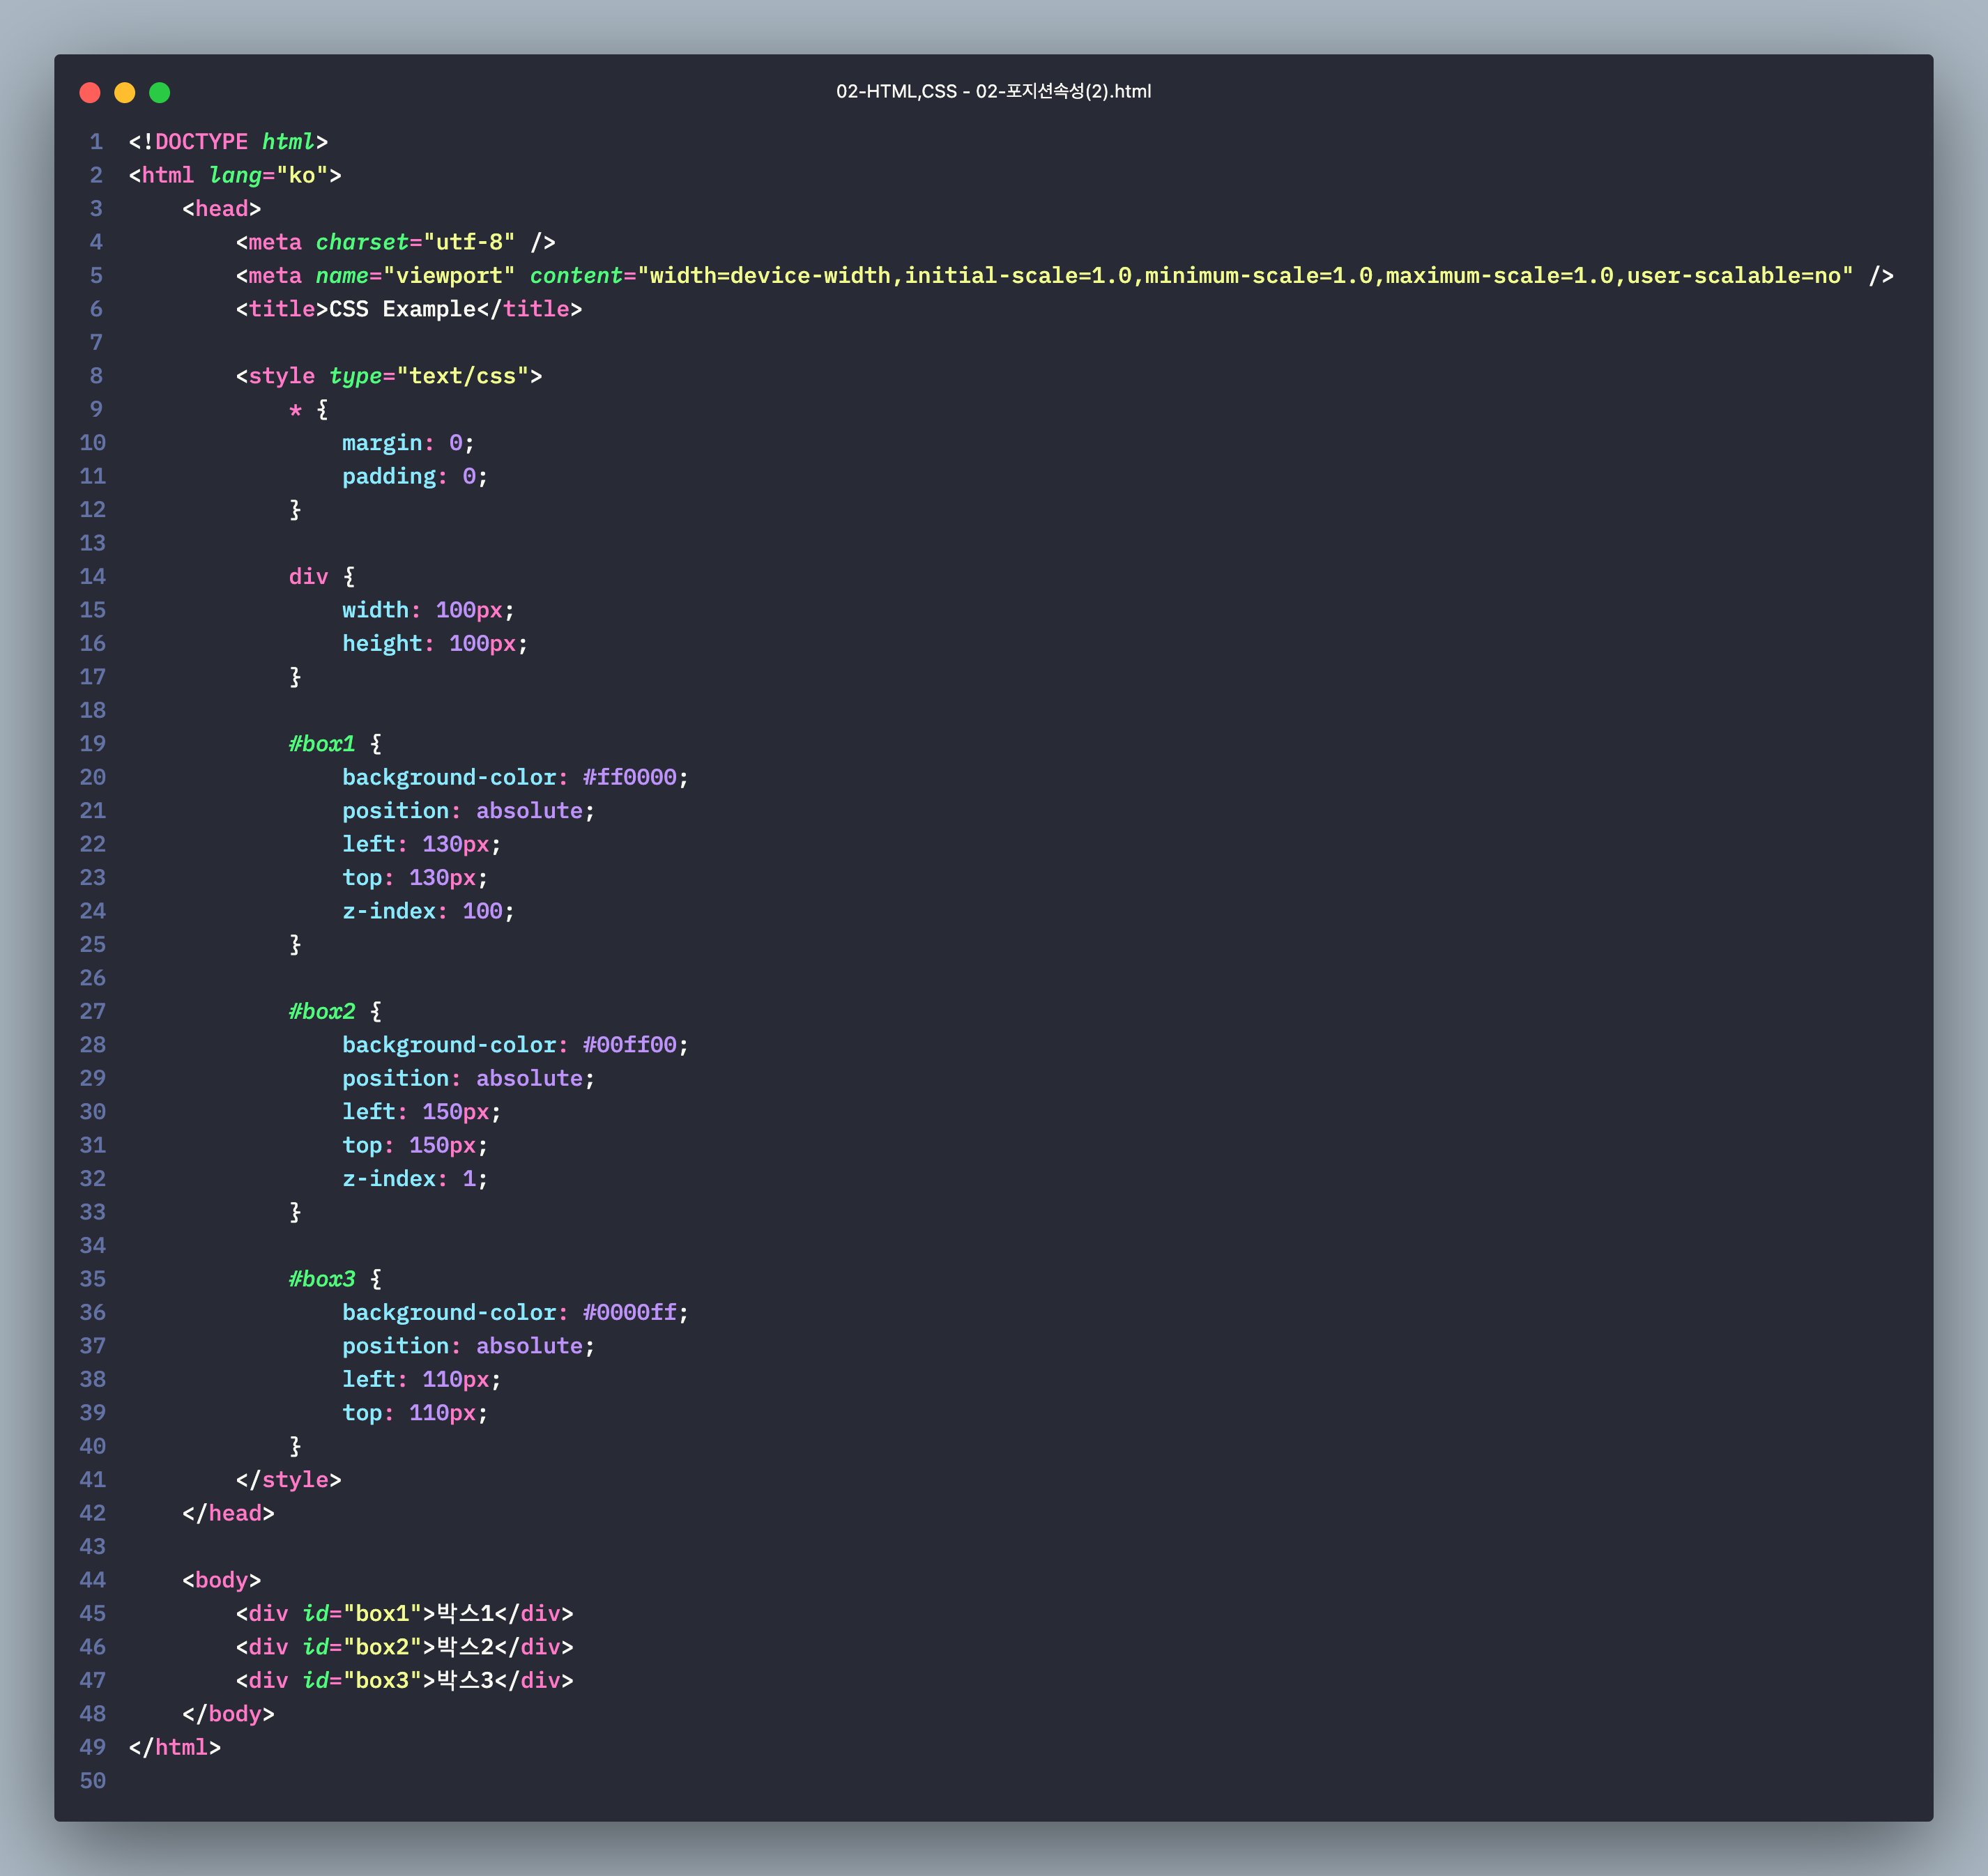 02-HTML,CSS - 02-포지션속성(2).html
1 <!DOCTYPE html>
2 <html lang="ko">
3     <head>
4         <meta charset="utf-8" />
5         <meta name="viewport" content="width=device-width,initial-scale=1.0,minimum-scale=1.0,maximum-scale=1.0,user-scalable=no" />
6         <title>CSS Example</title>
7
8         <style type="text/css">
9             * {
10                 margin: 0;
11                 padding: 0;
12             }
13
14             div {
15                 width: 100px;
16                 height: 100px;
17             }
18
19             #box1 {
20                 background-color: #ff0000;
21                 position: absolute;
22                 left: 130px;
23                 top: 130px;
24                 z-index: 100;
25             }
26
27             #box2 {
28                 background-color: #00ff00;
29                 position: absolute;
30                 left: 150px;
31                 top: 150px;
32                 z-index: 1;
33             }
34
35             #box3 {
36                 background-color: #0000ff;
37                 position: absolute;
38                 left: 110px;
39                 top: 110px;
40             }
41         </style>
42     </head>
43
44     <body>
45         <div id="box1">박스1</div>
46         <div id="box2">박스2</div>
47         <div id="box3">박스3</div>
48     </body>
49 </html>
50